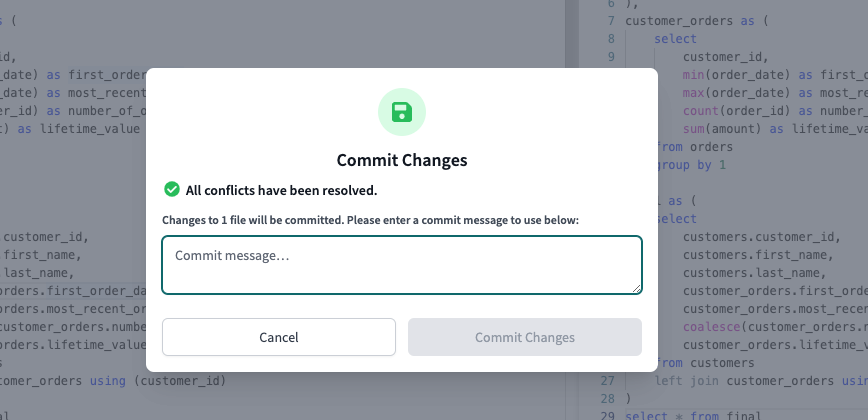 s (
d,
_date) as first_order
_date) as most_recent
er_id) as number_of_o
t) as lifetime_value
customer_id,
first_name,
last_name,
orders.first_order_da
orders.most_recent_or
customer_orders.numbe
orders.lifetime_value
s
tomer_orders using (customer_id)
al
Commit Changes
All conflicts have been resolved.
Changes to 1 file will be committed. Please enter a commit message to use below:
Commit message…
Cancel
Commit Changes
6 ),
7 customer_orders as (
8 select
9 customer_id,
min(order_date) as first_o
max(order_date) as most_re
count(order_id) as number_
sum(amount) as lifetime_va
from orders
group by 1
l as (
select
customers.customer_id,
customers.first_name,
customers.last_name,
customer_orders.first_orde
customer_orders.most_recen
coalesce(customer_orders.n
customer_orders.lifetime_v
from customers
27 left join customer_orders usin
28 )
29 select * from final